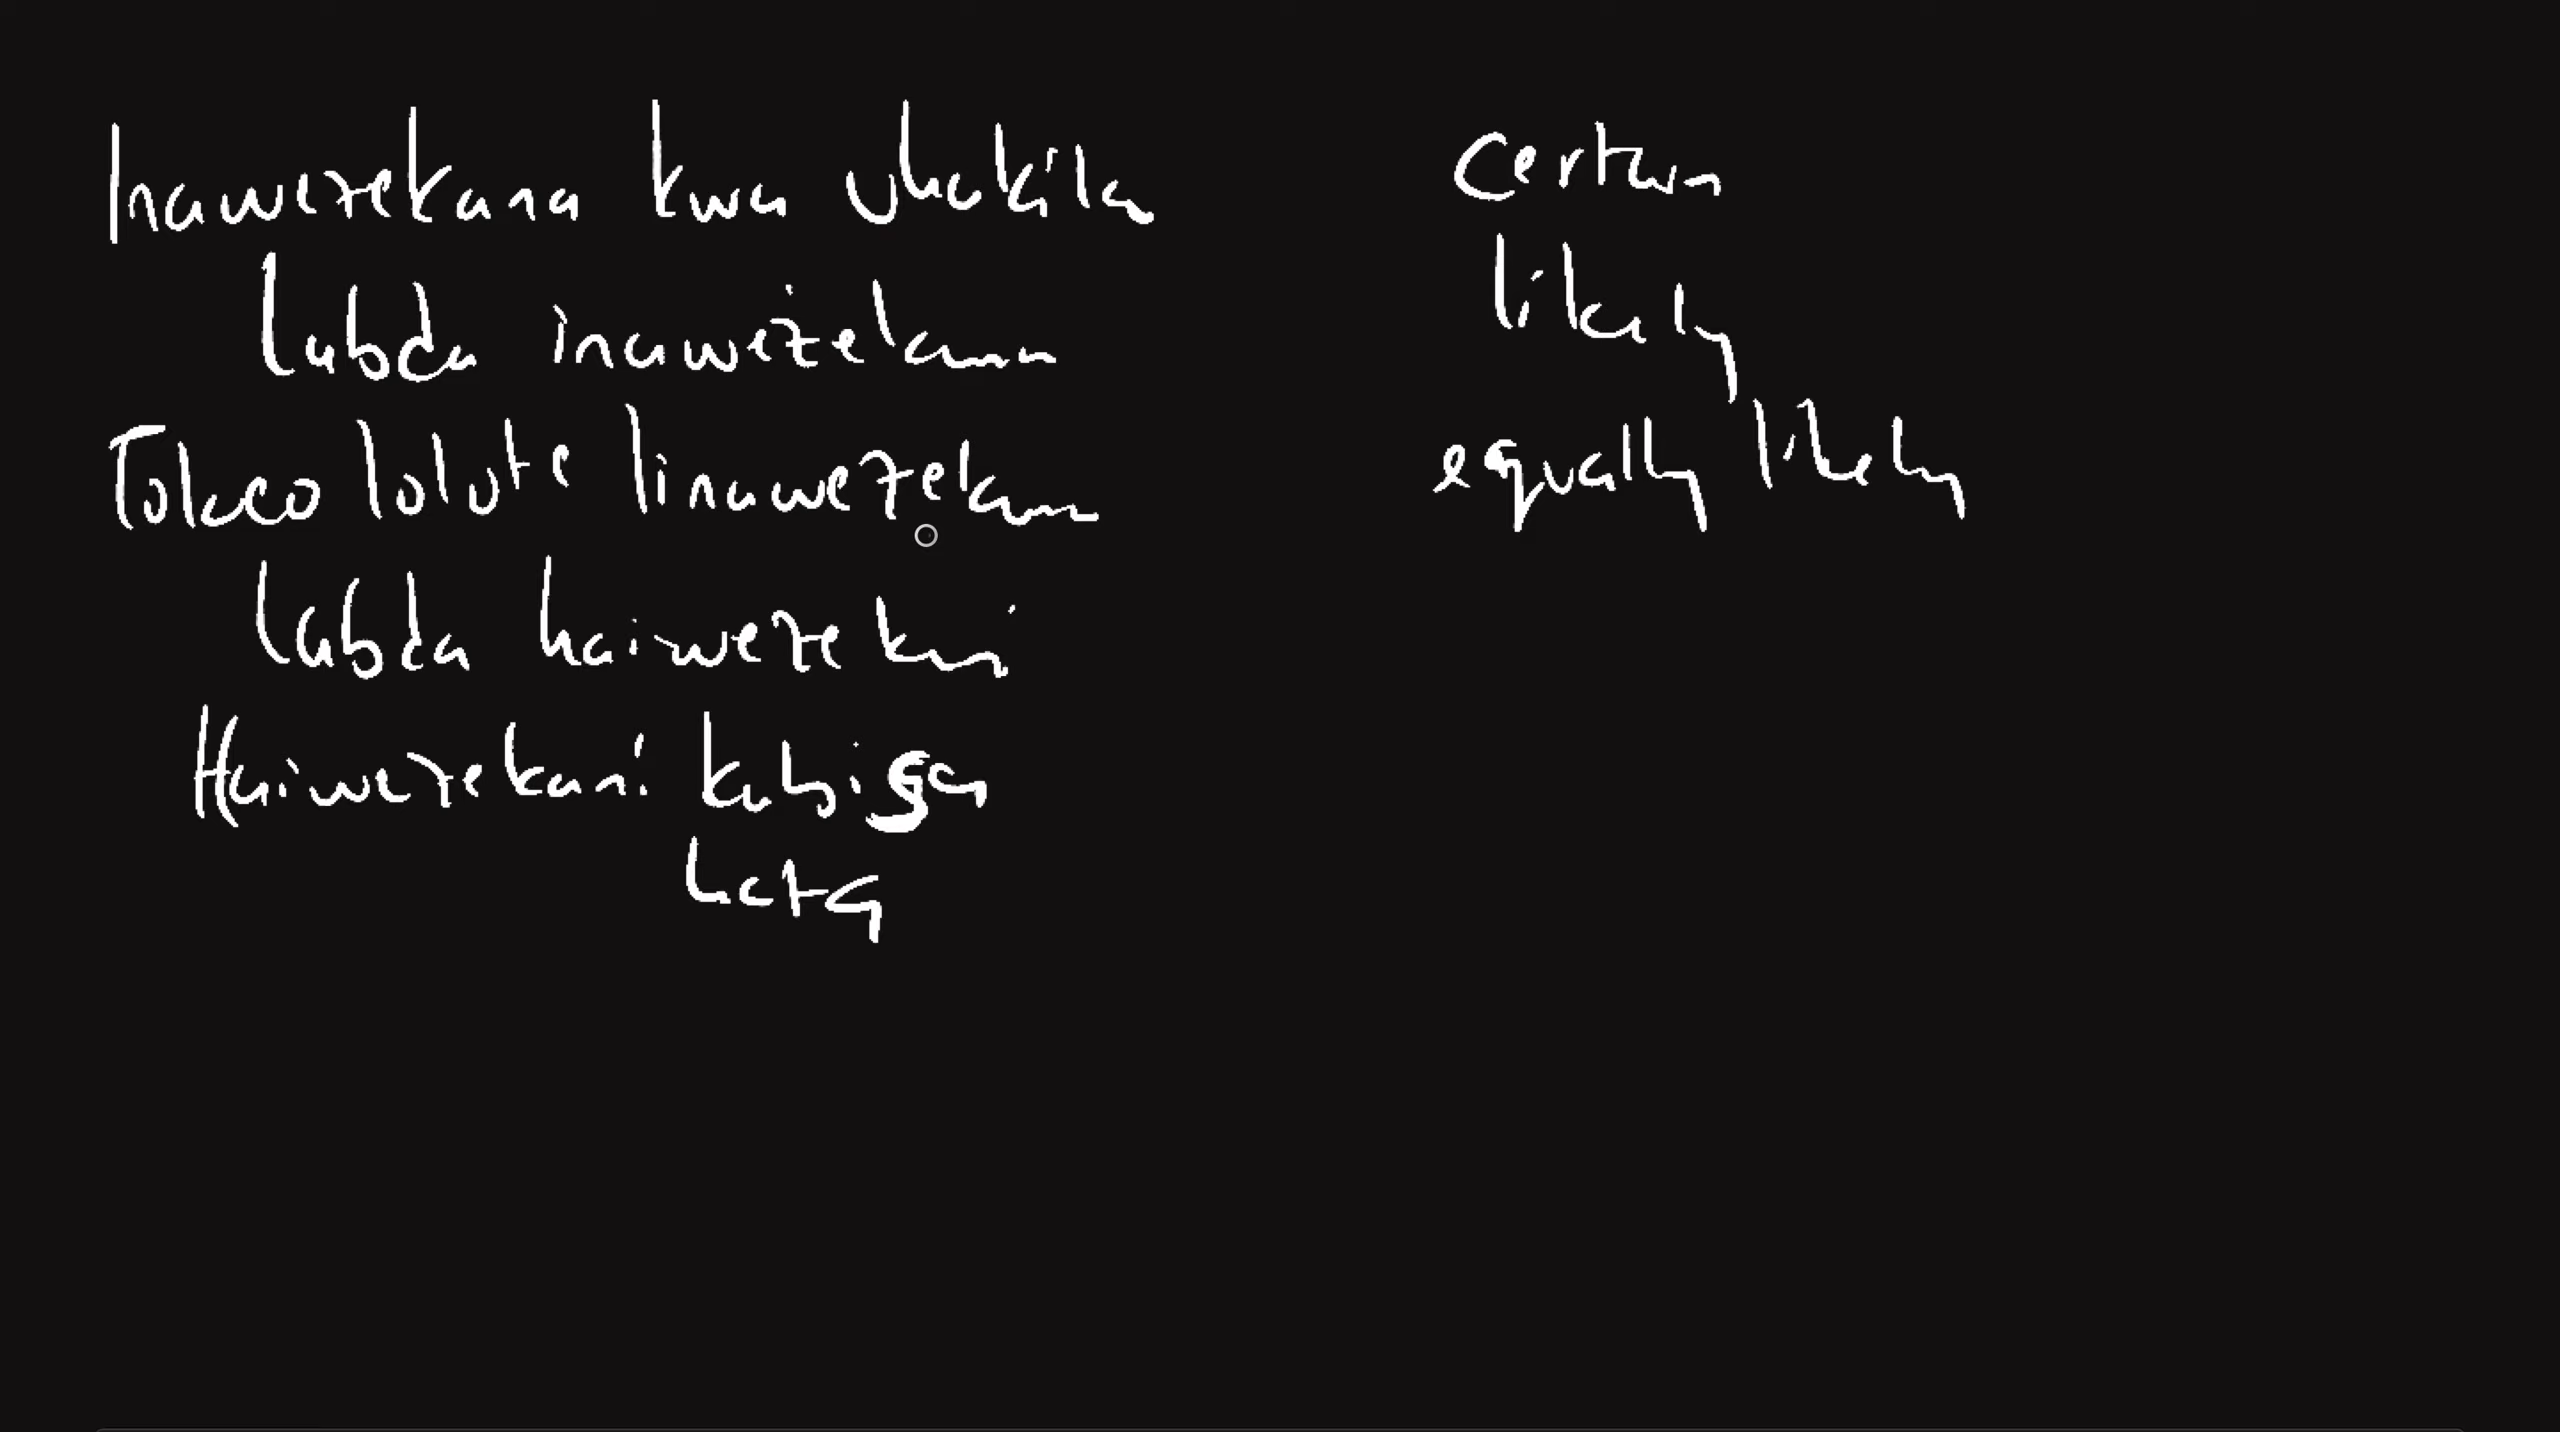 Inawezekana kwa uhakika
certain
labda inawezekana
likely
Tokeo lolote linawezekana
equally likely
labda haiwezekani
Haiwezekani kabisa